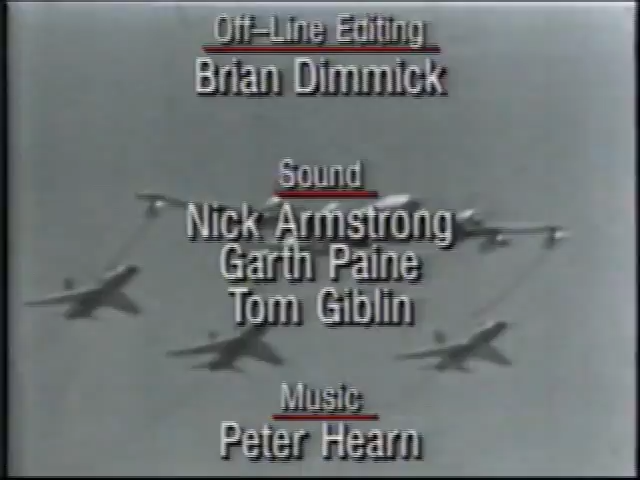 Off-Line Editing
Brian Dimmick
Sound
Nick Armstrong
Garth Paine
Tom Giblin
Music
Peter Hearn